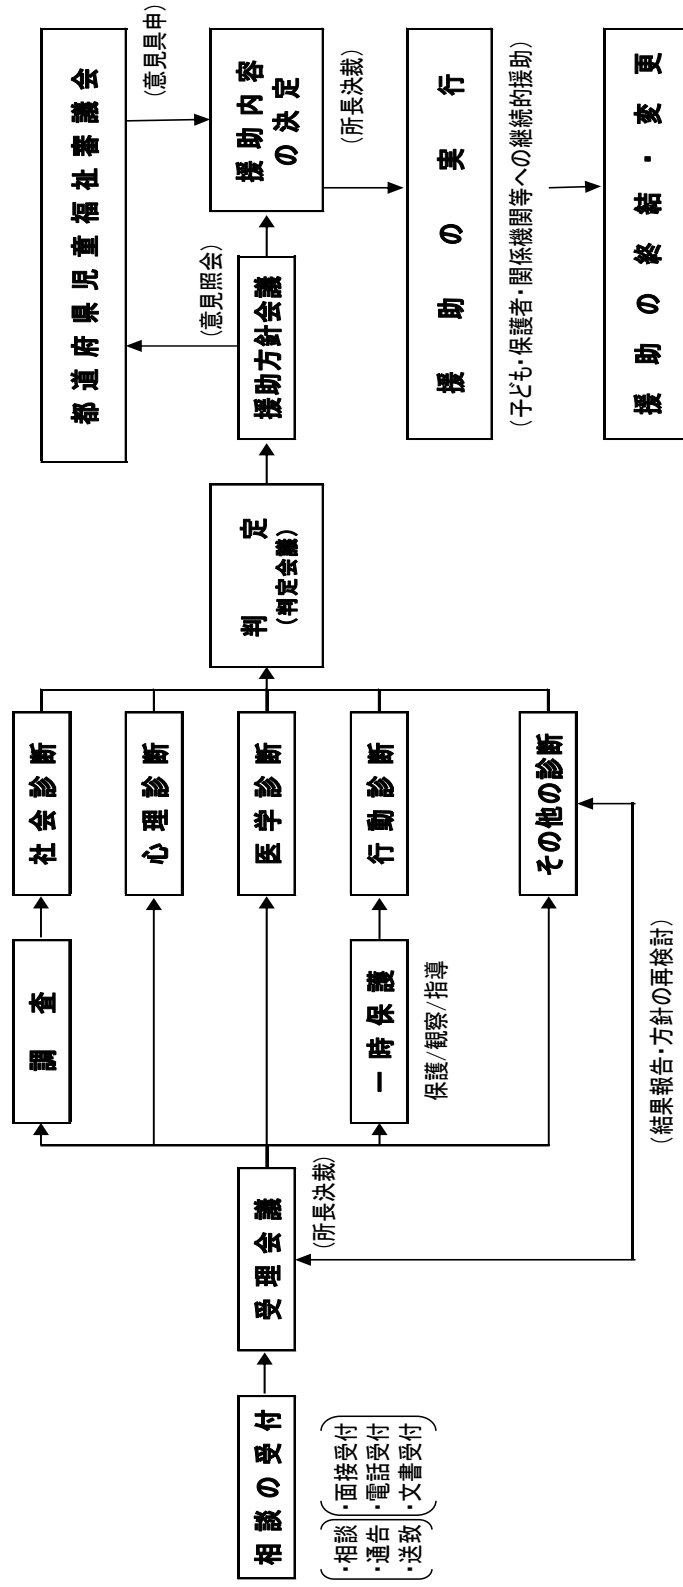 相談の受付
・相談
・通告
・送致
・面接受付
・電話受付
・文書受付
受理会議
(所長決裁)
調査
社会診断
心理診断
医学診断
一時保護
保護/観察/指導
行動診断
その他の診断
(結果報告・方針の再検討)
判定
(判定会議)
援助方針会議
(意見照会)
都道府県児童福祉審議会
(意見具申)
援助内容
の決定
(所長決裁)
援助の実行
(子ども・保護者・関係機関等への継続的援助)
援助の終結・変更